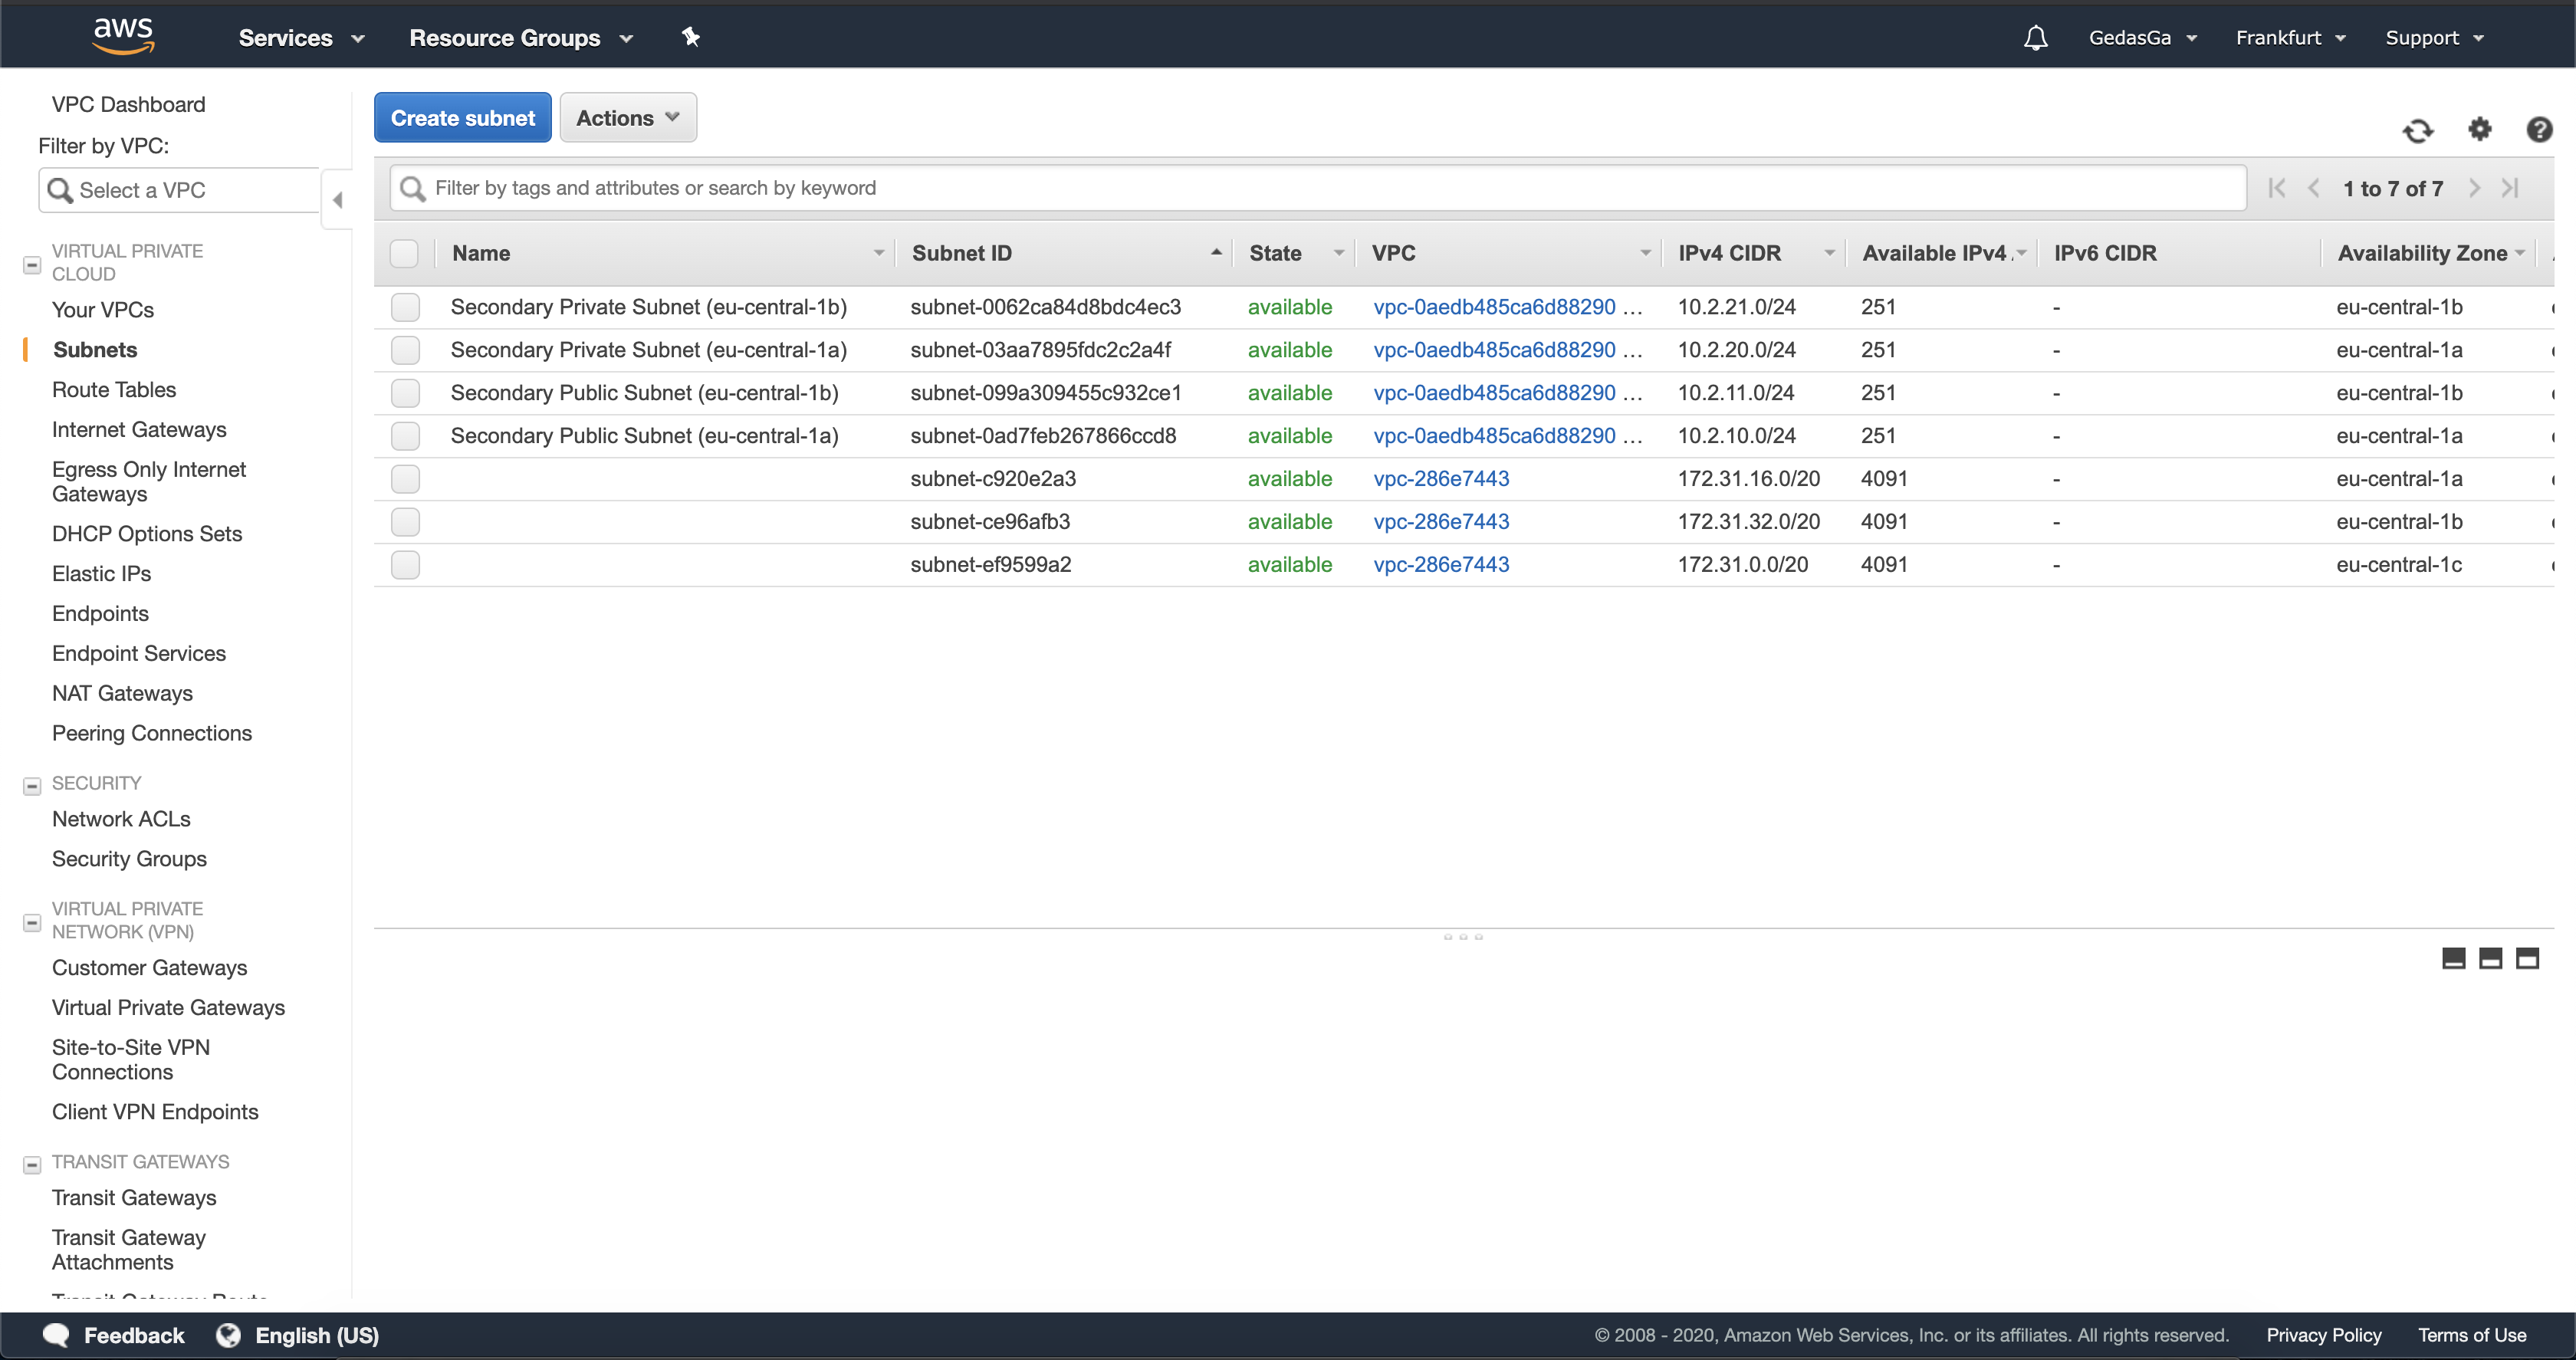 aws Services Resource Groups GedasGa Frankfurt Support
VPC Dashboard
Filter by VPC:
Select a VPC
VIRTUAL PRIVATE
CLOUD
Your VPCs
Subnets
Route Tables
Internet Gateways
Egress Only Internet
Gateways
DHCP Options Sets
Elastic IPs
Endpoints
Endpoint Services
NAT Gateways
Peering Connections
SECURITY
Network ACLs
Security Groups
VIRTUAL PRIVATE
NETWORK (VPN)
Customer Gateways
Virtual Private Gateways
Site-to-Site VPN
Connections
Client VPN Endpoints
TRANSIT GATEWAYS
Transit Gateways
Transit Gateway
Attachments
Transit Gateway Route
Create subnet Actions
Filter by tags and attributes or search by keyword 1 to 7 of 7
Name Subnet ID State VPC IPv4 CIDR Available IPv4 IPv6 CIDR Availability Zone
Secondary Private Subnet (eu-central-1b) subnet-0062ca84d8bdc4ec3 available vpc-0aedb485ca6d88290 ... 10.2.21.0/24 251 - eu-central-1b
Secondary Private Subnet (eu-central-1a) subnet-03aa7895fdc2c2a4f available vpc-0aedb485ca6d88290 ... 10.2.20.0/24 251 - eu-central-1a
Secondary Public Subnet (eu-central-1b) subnet-099a309455c932ce1 available vpc-0aedb485ca6d88290 ... 10.2.11.0/24 251 - eu-central-1b
Secondary Public Subnet (eu-central-1a) subnet-0ad7feb267866ccd8 available vpc-0aedb485ca6d88290 ... 10.2.10.0/24 251 - eu-central-1a
subnet-c920e2a3 available vpc-286e7443 172.31.16.0/20 4091 - eu-central-1a
subnet-ce96afb3 available vpc-286e7443 172.31.32.0/20 4091 - eu-central-1b
subnet-ef9599a2 available vpc-286e7443 172.31.0.0/20 4091 - eu-central-1c
Feedback English (US) © 2008 - 2020, Amazon Web Services, Inc. or its affiliates. All rights reserved. Privacy Policy Terms of Use